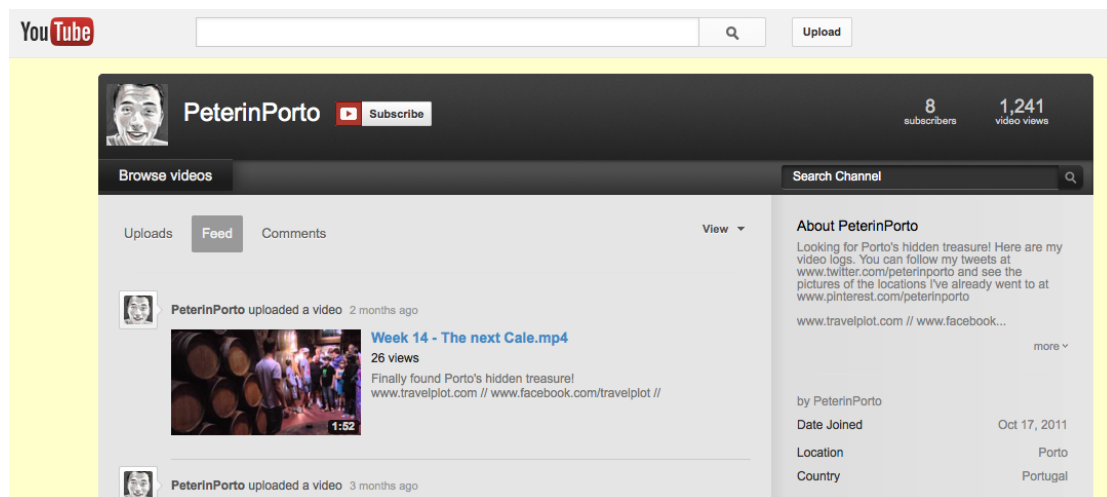 YouTube
Upload
PeterinPorto
Subscribe
8
subscribers
1,241
video views
Browse videos
Search Channel
Uploads
Feed
Comments
View
PeterinPorto uploaded a video 2 months ago
Week 14 - The next Cale.mp4
26 views
Finally found Porto's hidden treasure!
www.travelplot.com // www.facebook.com/travelplot //
1:52
PeterinPorto uploaded a video 3 months ago
About PeterinPorto
Looking for Porto's hidden treasure! Here are my
video logs. You can follow my tweets at
www.twitter.com/peterinporto and see the
pictures of the locations I've already went to at
www.pinterest.com/peterinporto
www.travelplot.com // www.facebook...
more
by PeterinPorto
Date Joined Oct 17, 2011
Location Porto
Country Portugal